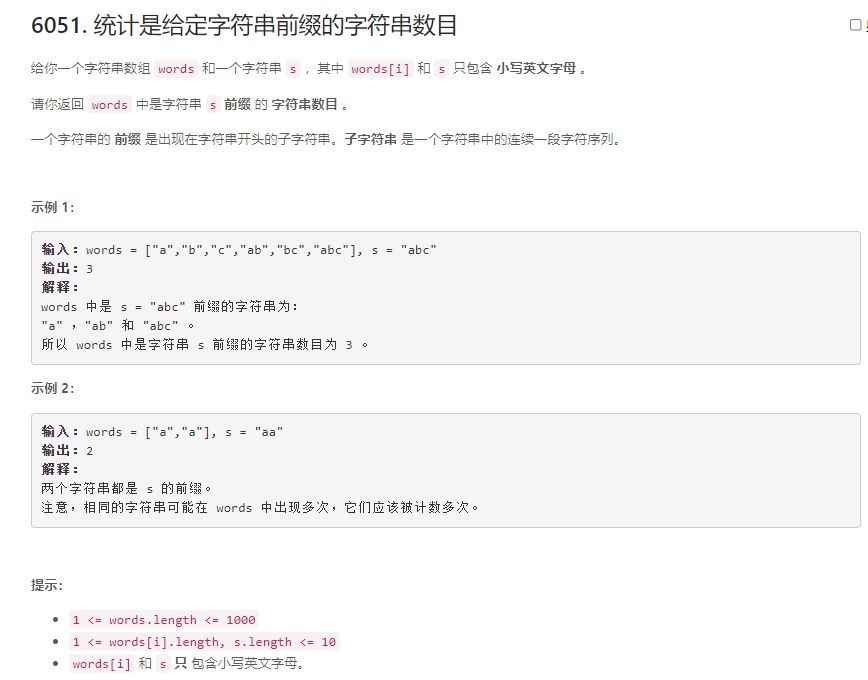 6051. 统计是给定字符串前缀的字符串数目
给你一个字符串数组 words 和一个字符串 s ，其中 words[i] 和 s 只包含 小写英文字母 。
请你返回 words 中是字符串 s 前缀 的 字符串数目 。
一个字符串的 前缀 是出现在字符串开头的子字符串。子字符串 是一个字符串中的连续一段字符序列。
示例 1：
输入：words = ["a","b","c","ab","bc","abc"], s = "abc"
输出：3
解释：
words 中是 s = "abc" 前缀的字符串为：
"a" ，"ab" 和 "abc" 。
所以 words 中是字符串 s 前缀的字符串数目为 3 。
示例 2：
输入：words = ["a","a"], s = "aa"
输出：2
解释：
两个字符串都是 s 的前缀。
注意，相同的字符串可能在 words 中出现多次，它们应该被计数多次。
提示：
1 <= words.length <= 1000
1 <= words[i].length, s.length <= 10
words[i] 和 s 只 包含小写英文字母。